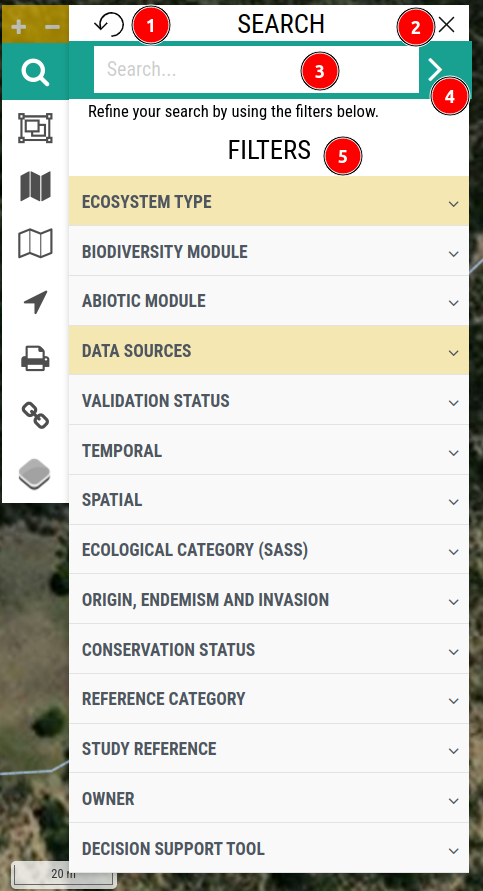 SEARCH
1
2
Search...
3
4
Refine your search by using the filters below.
FILTERS
5
ECOSYSTEM TYPE
BIODIVERSITY MODULE
ABIOTIC MODULE
DATA SOURCES
VALIDATION STATUS
TEMPORAL
SPATIAL
ECOLOGICAL CATEGORY (SASS)
ORIGIN, ENDEMISM AND INVASION
CONSERVATION STATUS
REFERENCE CATEGORY
STUDY REFERENCE
OWNER
DECISION SUPPORT TOOL
20 m